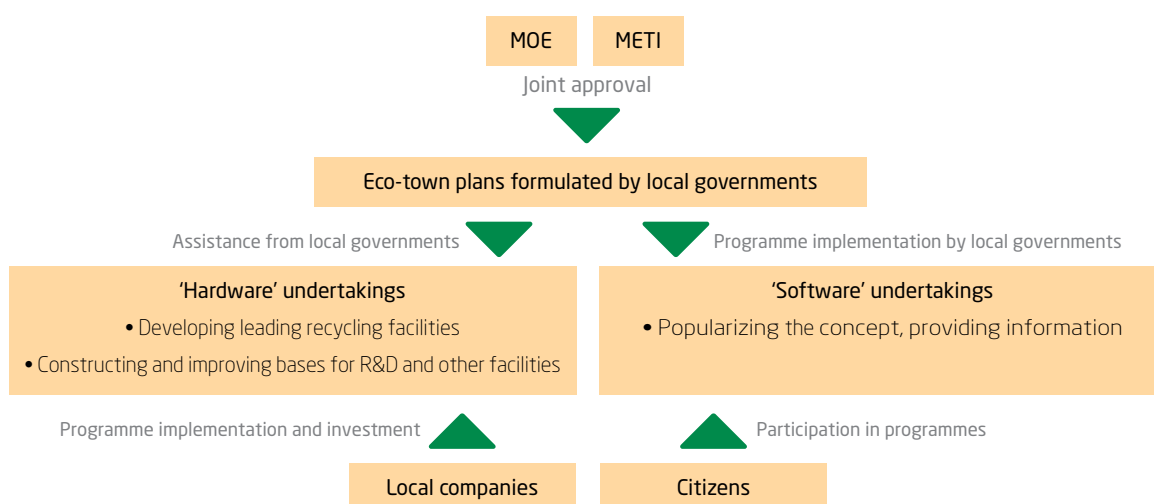 MOE
METI
Joint approval
Eco-town plans formulated by local governments
Assistance from local governments
Programme implementation by local governments
‘Hardware’ undertakings
• Developing leading recycling facilities
• Constructing and improving bases for R&D and other facilities
‘Software’ undertakings
• Popularizing the concept, providing information
Programme implementation and investment
Participation in programmes
Local companies
Citizens